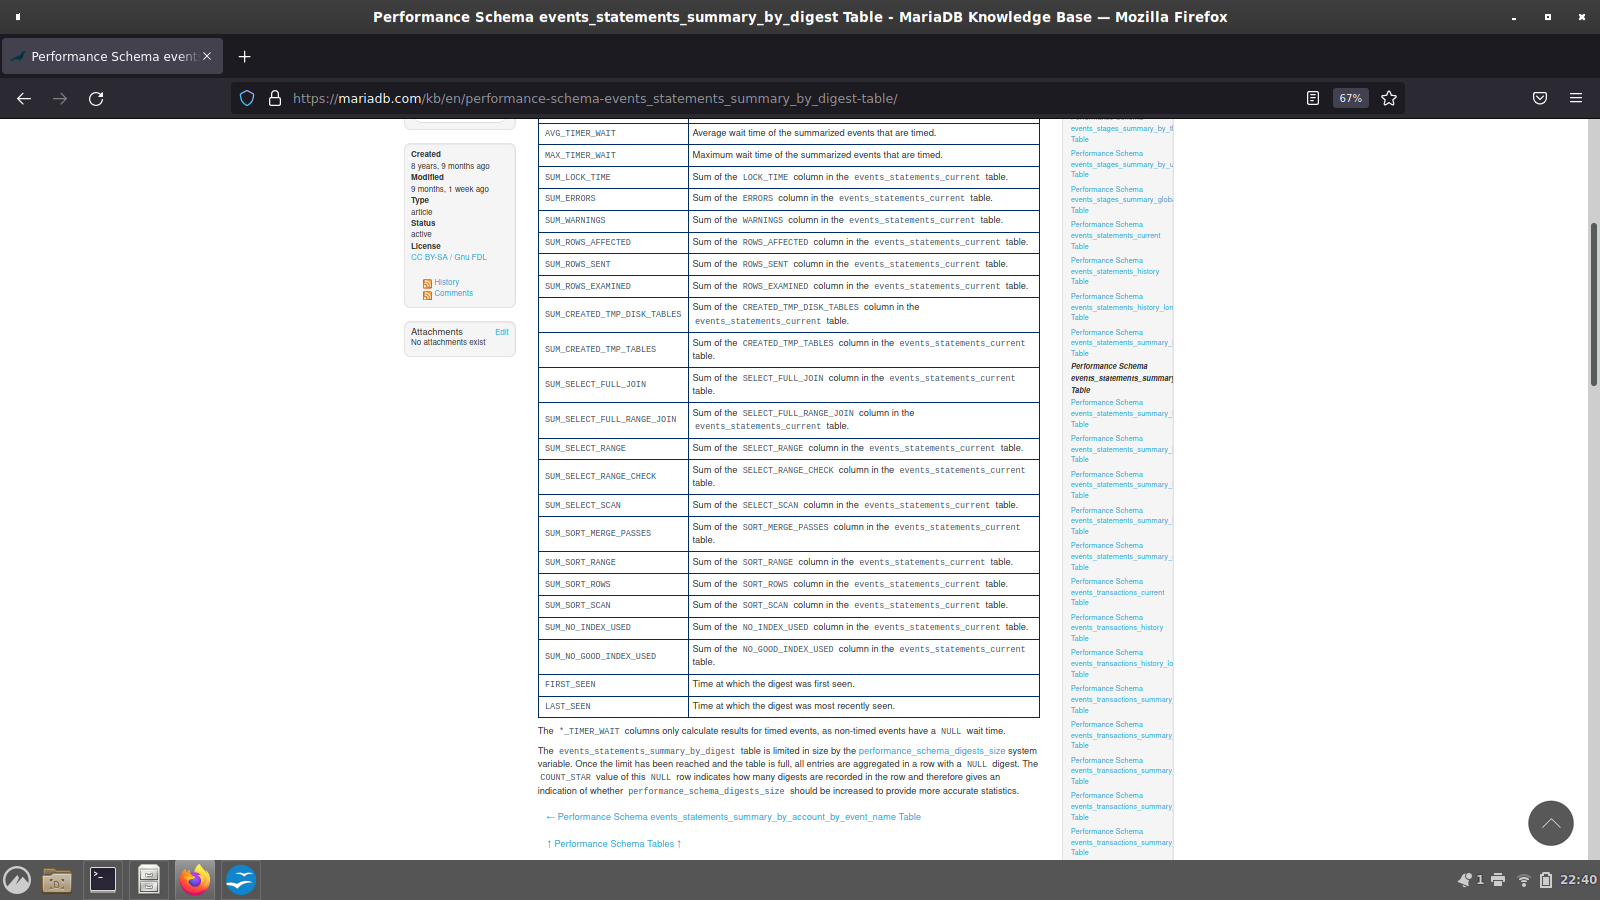 Performance Schema events_statements_summary_by_digest Table - MariaDB Knowledge Base — Mozilla Firefox
Performance Schema event
https://mariadb.com/kb/en/performance-schema-events_statements_summary_by_digest-table/
67%
Created
8 years, 9 months ago
Modified
9 months, 1 week ago
Type
article
Status
active
License
CC BY-SA / Gnu FDL
History
Comments
Attachments Edit
No attachments exist
AVG_TIMER_WAIT Average wait time of the summarized events that are timed.
MAX_TIMER_WAIT Maximum wait time of the summarized events that are timed.
SUM_LOCK_TIME Sum of the LOCK_TIME column in the events_statements_current table.
SUM_ERRORS Sum of the ERRORS column in the events_statements_current table.
SUM_WARNINGS Sum of the WARNINGS column in the events_statements_current table.
SUM_ROWS_AFFECTED Sum of the ROWS_AFFECTED column in the events_statements_current table.
SUM_ROWS_SENT Sum of the ROWS_SENT column in the events_statements_current table.
SUM_ROWS_EXAMINED Sum of the ROWS_EXAMINED column in the events_statements_current table.
SUM_CREATED_TMP_DISK_TABLES Sum of the CREATED_TMP_DISK_TABLES column in the
events_statements_current table.
SUM_CREATED_TMP_TABLES Sum of the CREATED_TMP_TABLES column in the events_statements_current
table.
SUM_SELECT_FULL_JOIN Sum of the SELECT_FULL_JOIN column in the events_statements_current
table.
SUM_SELECT_FULL_RANGE_JOIN Sum of the SELECT_FULL_RANGE_JOIN column in the
events_statements_current table.
SUM_SELECT_RANGE Sum of the SELECT_RANGE column in the events_statements_current table.
SUM_SELECT_RANGE_CHECK Sum of the SELECT_RANGE_CHECK column in the events_statements_current
table.
SUM_SELECT_SCAN Sum of the SELECT_SCAN column in the events_statements_current table.
SUM_SORT_MERGE_PASSES Sum of the SORT_MERGE_PASSES column in the events_statements_current
table.
SUM_SORT_RANGE Sum of the SORT_RANGE column in the events_statements_current table.
SUM_SORT_ROWS Sum of the SORT_ROWS column in the events_statements_current table.
SUM_SORT_SCAN Sum of the SORT_SCAN column in the events_statements_current table.
SUM_NO_INDEX_USED Sum of the NO_INDEX_USED column in the events_statements_current table.
SUM_NO_GOOD_INDEX_USED Sum of the NO_GOOD_INDEX_USED column in the events_statements_current
table.
FIRST_SEEN Time at which the digest was first seen.
LAST_SEEN Time at which the digest was most recently seen.
The *_TIMER_WAIT columns only calculate results for timed events, as non-timed events have a NULL wait time.
The events_statements_summary_by_digest table is limited in size by the performance_schema_digests_size system
variable. Once the limit has been reached and the table is full, all entries are aggregated in a row with a NULL digest. The
COUNT_STAR value of this NULL row indicates how many digests are recorded in the row and therefore gives an
indication of whether performance_schema_digests_size should be increased to provide more accurate statistics.
← Performance Schema events_statements_summary_by_account_by_event_name Table
↑ Performance Schema Tables ↑
events_stages_summary_by_t
Table
Performance Schema
events_stages_summary_by_u
Table
Performance Schema
events_stages_summary_globa
Table
Performance Schema
events_statements_current
Table
Performance Schema
events_statements_history
Table
Performance Schema
events_statements_history_lon
Table
Performance Schema
events_statements_summary_
Table
Performance Schema
events_statements_summary
Table
Performance Schema
events_statements_summary_
Table
Performance Schema
events_statements_summary_
Table
Performance Schema
events_statements_summary_
Table
Performance Schema
events_statements_summary_
Table
Performance Schema
events_statements_summary_
Table
Performance Schema
events_transactions_current
Table
Performance Schema
events_transactions_history
Table
Performance Schema
events_transactions_history_lo
Table
Performance Schema
events_transactions_summary
Table
Performance Schema
events_transactions_summary
Table
Performance Schema
events_transactions_summary
Table
Performance Schema
events_transactions_summary
Table
Performance Schema
events_transactions_summary
Table
1
22:40